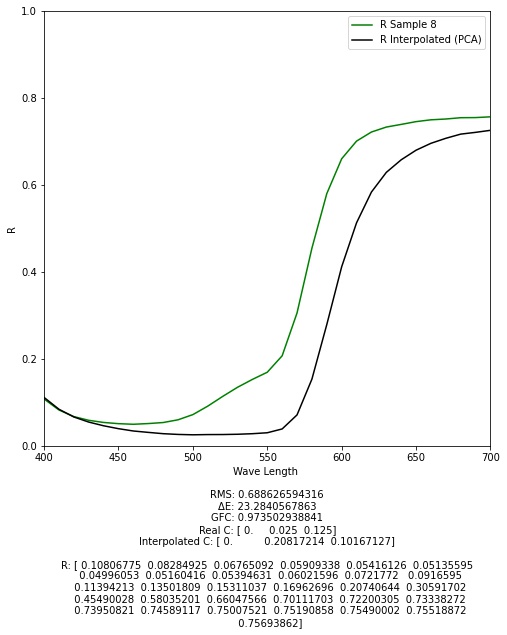 R Sample 8
R Interpolated (PCA)
1.0
0.8
0.6
0.4
0.2
0.0
R
400 450 500 550 600 650 700
Wave Length
RMS: 0.688626594316
ΔE: 23.2840567863
GFC: 0.973502938841
Real C: [ 0. 0.025 0.125]
Interpolated C: [ 0. 0.20817214 0.10167127]
R: [ 0.10806775 0.08284925 0.06765092 0.05909338 0.05416126 0.05135595
0.04996053 0.05160416 0.05394631 0.06021596 0.0721772 0.0916595
0.11394213 0.13501809 0.15311037 0.16962696 0.20740644 0.30591702
0.45490028 0.58035201 0.66047566 0.70111703 0.72200305 0.73338272
0.73950819 0.74589117 0.75007521 0.75190858 0.75490002 0.75518872
0.75693862]